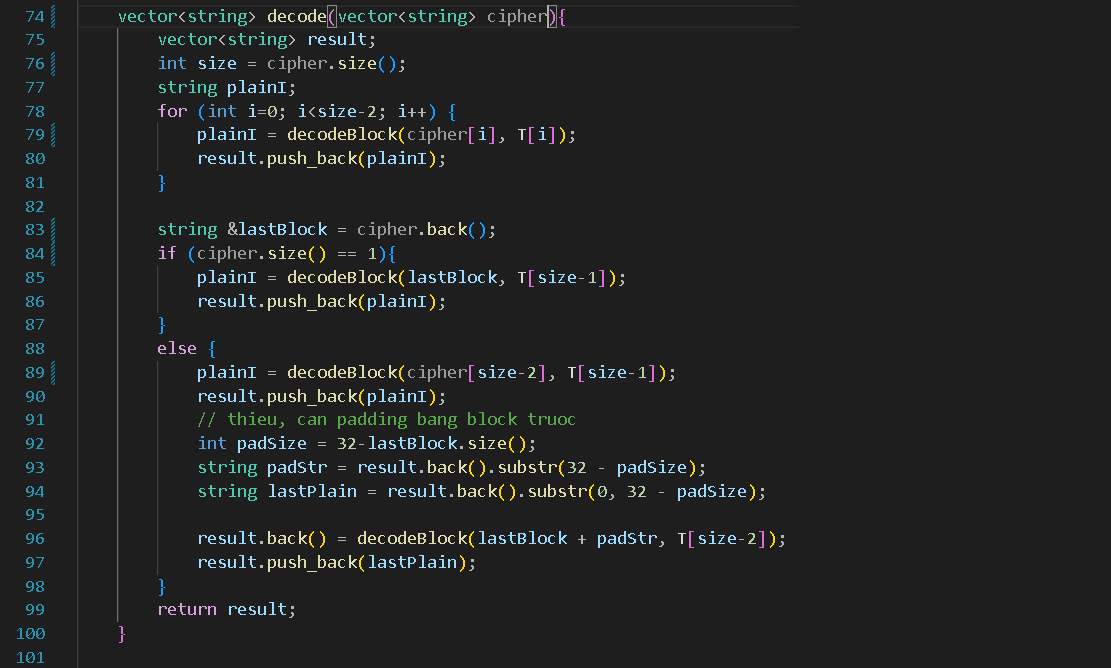 74 vector<string> decode(vector<string> cipher){
75 vector<string> result;
76 int size = cipher.size();
77 string plainI;
78 for (int i=0; i<size-2; i++) {
79 plainI = decodeBlock(cipher[i], T[i]);
80 result.push_back(plainI);
81 }
82
83 string &lastBlock = cipher.back();
84 if (cipher.size() == 1){
85 plainI = decodeBlock(lastBlock, T[size-1]);
86 result.push_back(plainI);
87 }
88 else {
89 plainI = decodeBlock(cipher[size-2], T[size-1]);
90 result.push_back(plainI);
91 // thieu, can padding bang block truoc
92 int padSize = 32-lastBlock.size();
93 string padStr = result.back().substr(32 - padSize);
94 string lastPlain = result.back().substr(0, 32 - padSize);
95
96 result.back() = decodeBlock(lastBlock + padStr, T[size-2]);
97 result.push_back(lastPlain);
98 }
99 return result;
100 }
101